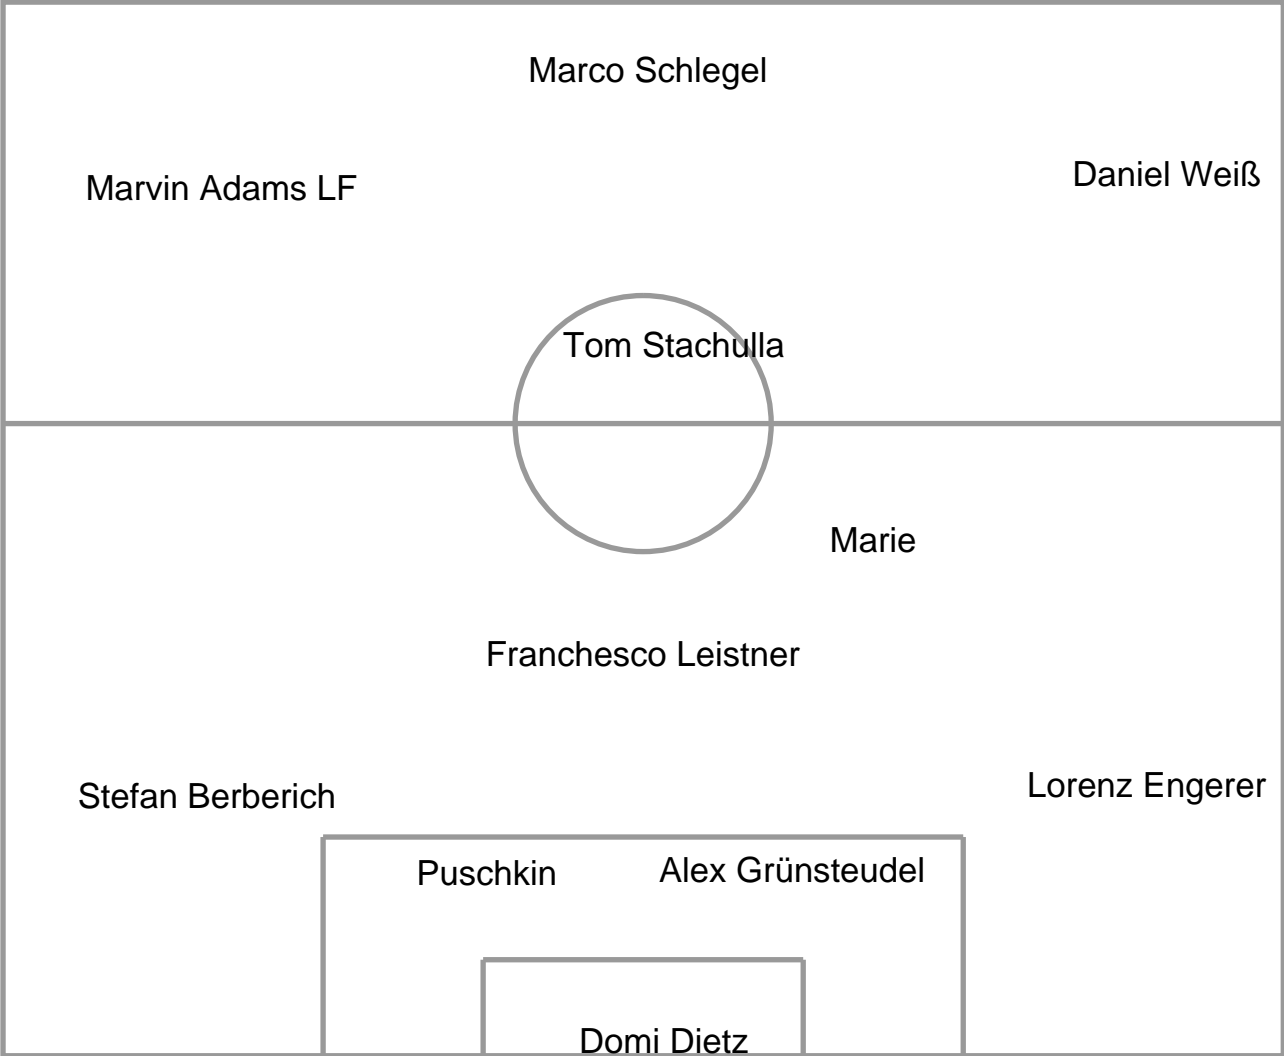 Marco Schlegel
Marvin Adams LF
Daniel Weiß
Tom Stachulla
Marie
Franchesco Leistner
Stefan Berberich
Lorenz Engerer
Puschkin
Alex Grünsteudel
Domi Dietz